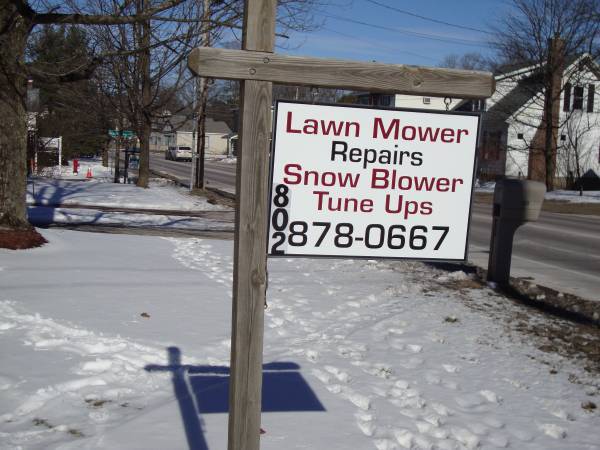 Lawn Mower
Repairs
Snow Blower
Tune Ups
802 878-0667